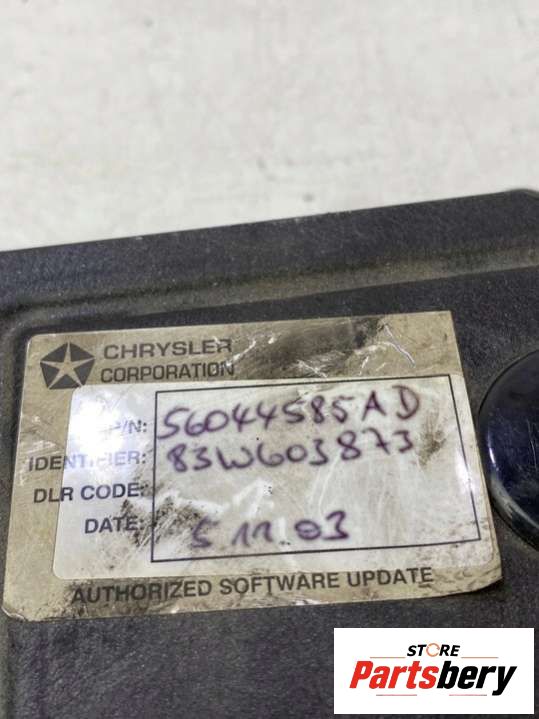 CHRYSLER
CORPORATION
P/N: 56044585AD
IDENTIFIER: 83W603873
DLR CODE:
DATE: 5 11 03
AUTHORIZED SOFTWARE UPDATE
STORE
Partsbery